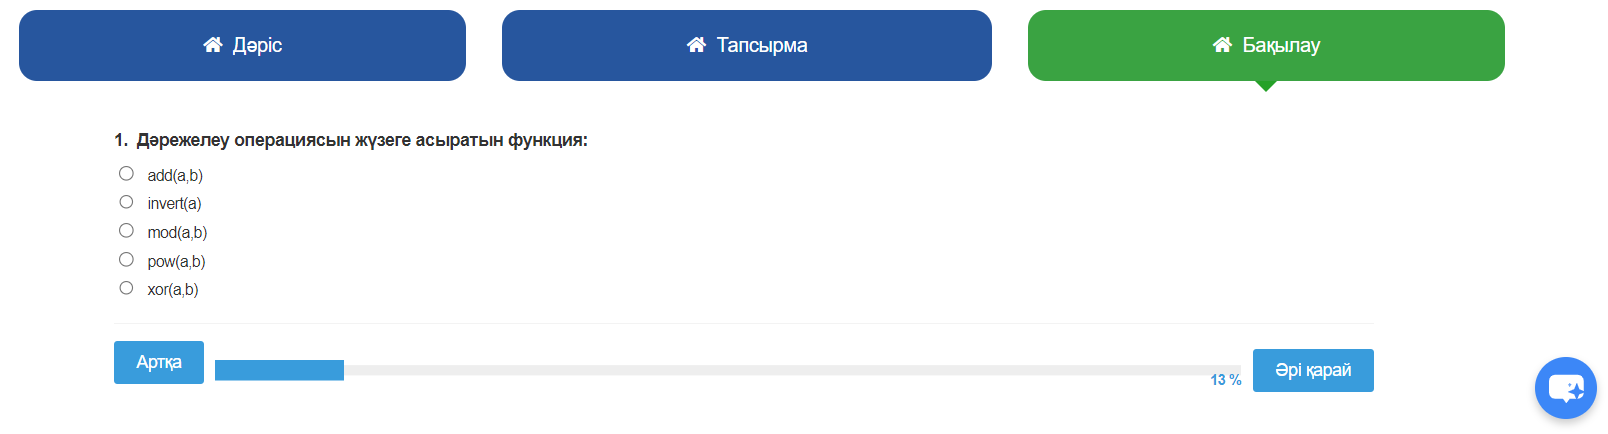 Дәріс
Тапсырма
Бақылау
1. Дәрежелеу операциясын жүзеге асыратын функция:
add(a,b)
invert(a)
mod(a,b)
pow(a,b)
xor(a,b)
Артқа
13 %
Әрі қарай